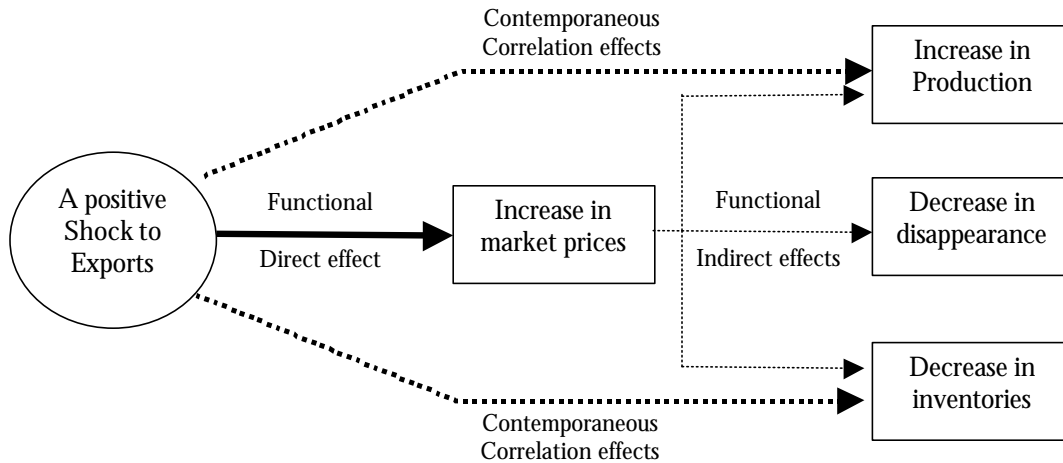 Contemporaneous
Correlation effects
Increase in
Production
A positive
Shock to
Exports
Functional
Direct effect
Increase in
market prices
Functional
Indirect effects
Decrease in
disappearance
Decrease in
inventories
Contemporaneous
Correlation effects